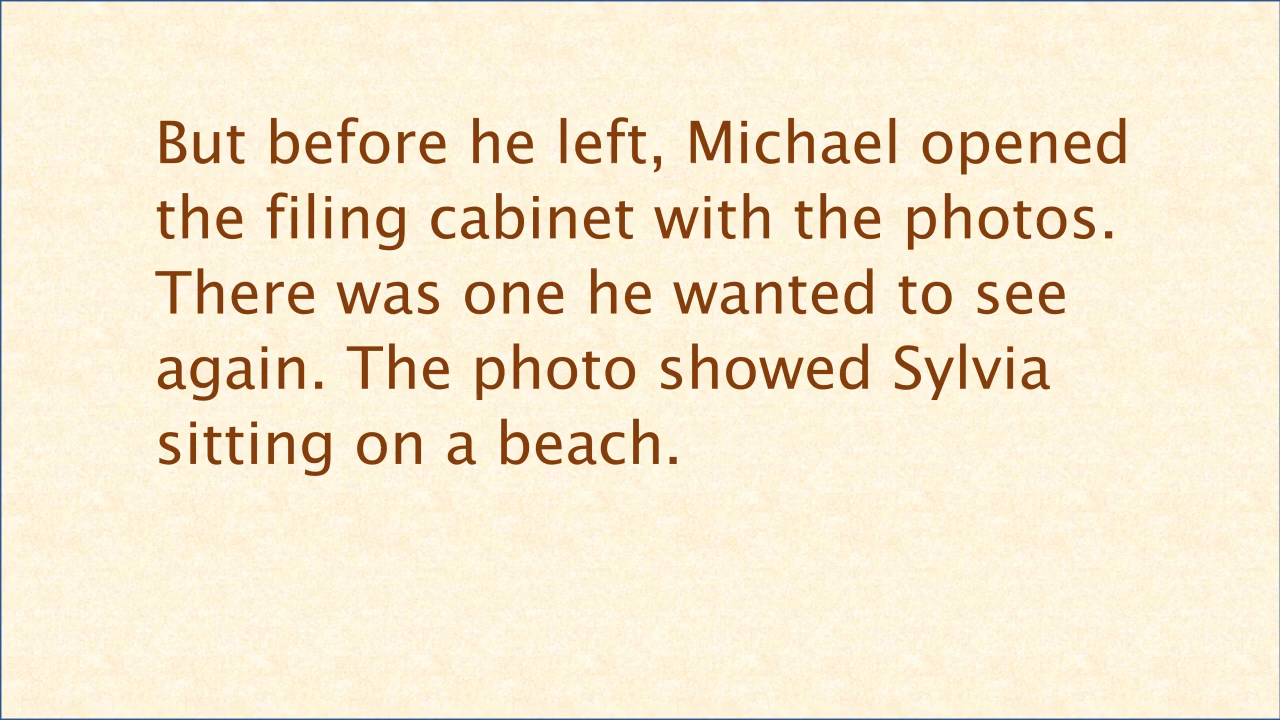 But before he left, Michael opened
the filing cabinet with the photos.
There was one he wanted to see
again. The photo showed Sylvia
sitting on a beach.